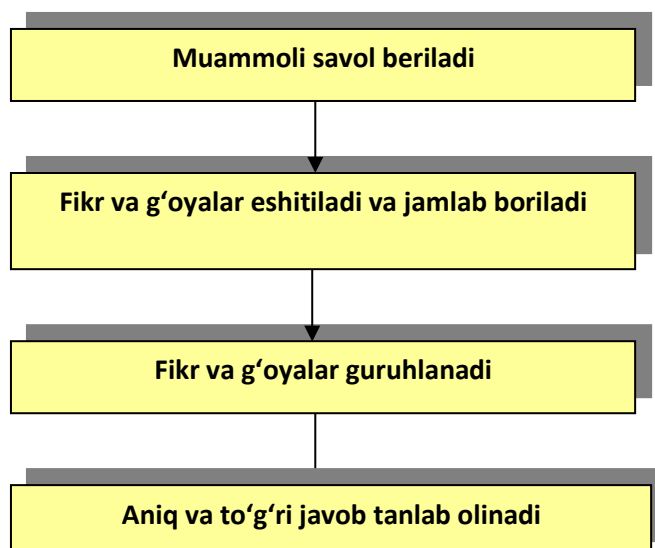 Muammoli savol beriladi
Fikr va g‘oyalar eshitiladi va jamlab boriladi
Fikr va g‘oyalar guruhlanadi
Aniq va to‘g‘ri javob tanlab olinadi